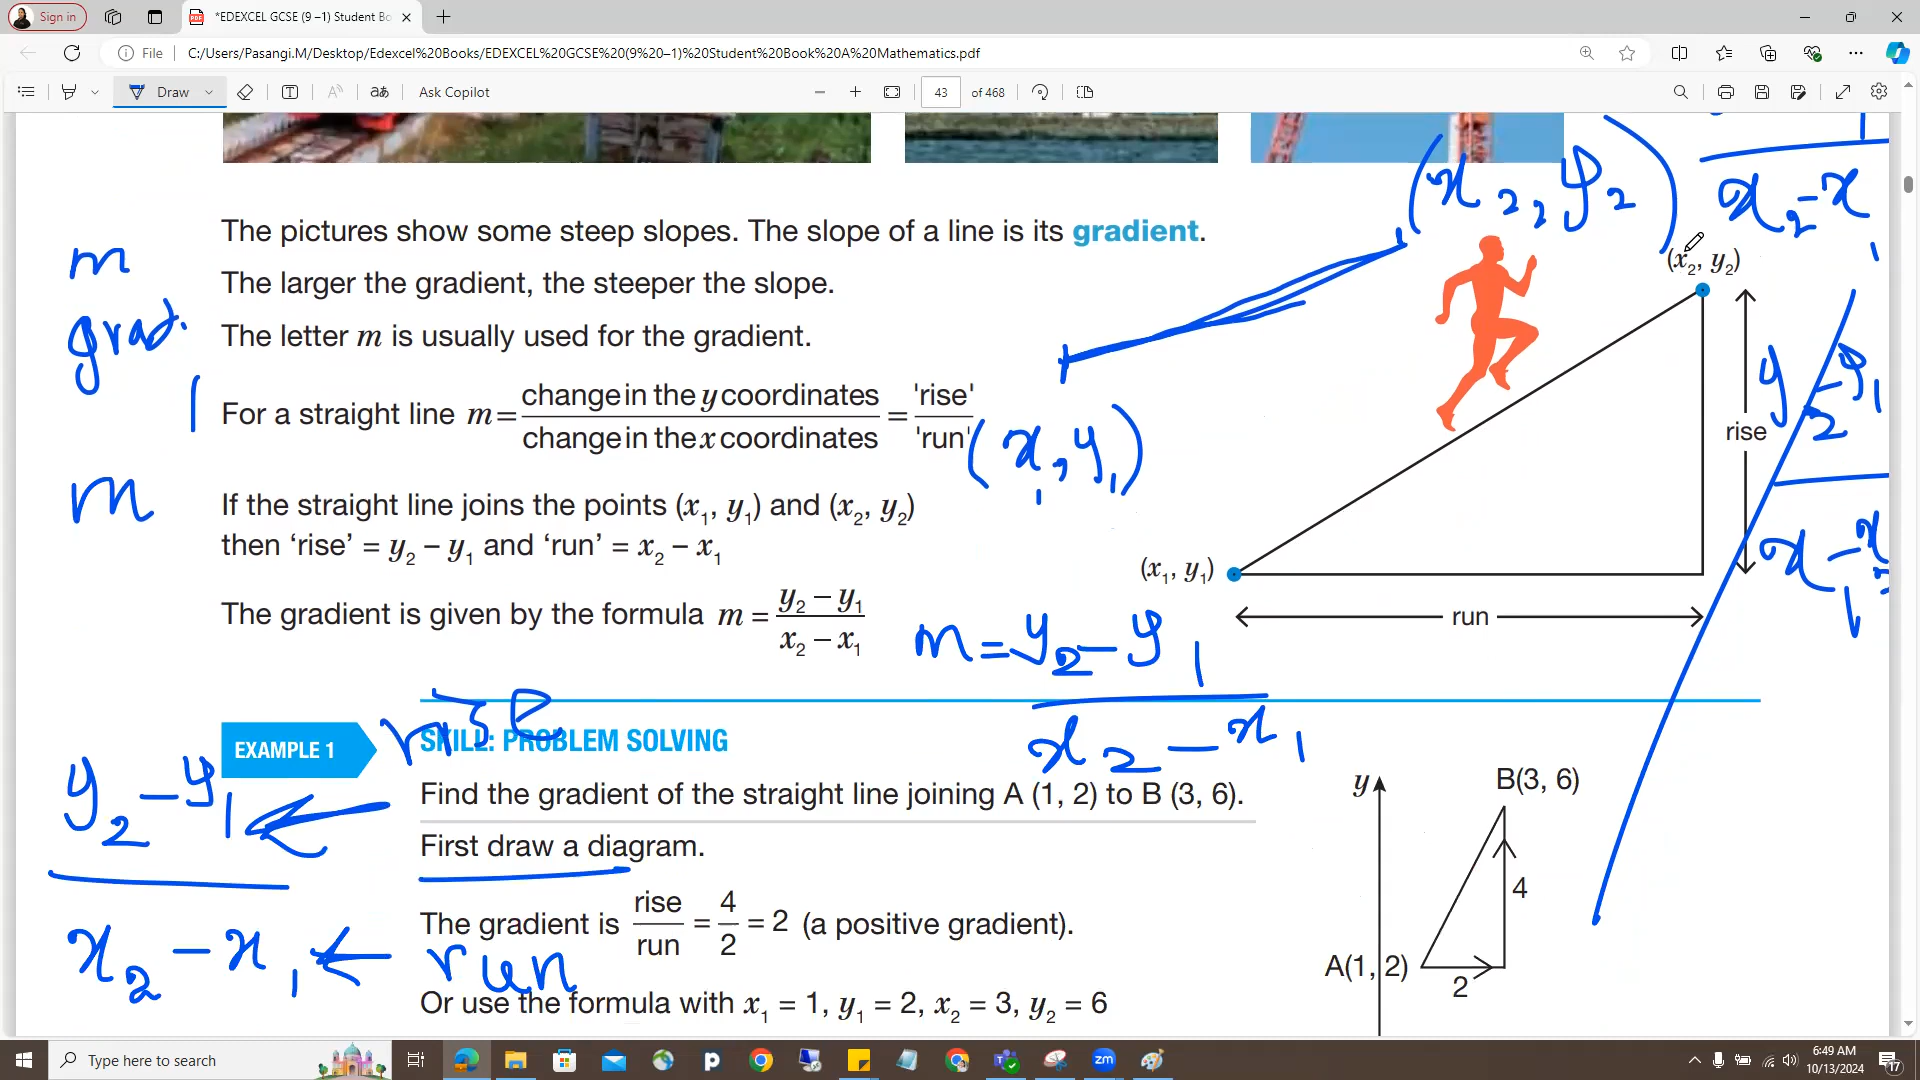 Sign in
*EDEXCEL GCSE (9 –1) Student Bo
File
C:/Users/Pasangi.M/Desktop/Edexcel%20Books/EDEXCEL%20GCSE%20(9%20–1)%20Student%20Book%20A%20Mathematics.pdf
Draw
aあ
Ask Copilot
43
of 468
The pictures show some steep slopes. The slope of a line is its gradient.
The larger the gradient, the steeper the slope.
The letter m is usually used for the gradient.
For a straight line m = change in the y coordinates / change in the x coordinates = 'rise' / 'run'
If the straight line joins the points (x₁, y₁) and (x₂, y₂)
then ‘rise’ = y₂ – y₁ and ‘run’ = x₂ – x₁
The gradient is given by the formula m = y₂ – y₁ / x₂ – x₁
m
grad.
m
(x₁, y₁)
(x₂, y₂)
x₂ – x₁
(x₂, y₂)
rise
(x₁, y₁)
run
y₂ – y₁
m = y₂ – y₁
x₂ – x₁
EXAMPLE 1
SKILL: PROBLEM SOLVING
rise
y₂ – y₁
x₂ – x₁
run
Find the gradient of the straight line joining A (1, 2) to B (3, 6).
First draw a diagram.
The gradient is rise / run = 4 / 2 = 2 (a positive gradient).
Or use the formula with x₁ = 1, y₁ = 2, x₂ = 3, y₂ = 6
y
B(3, 6)
4
A(1, 2)
2
Type here to search
zm
6:49 AM
10/13/2024
17